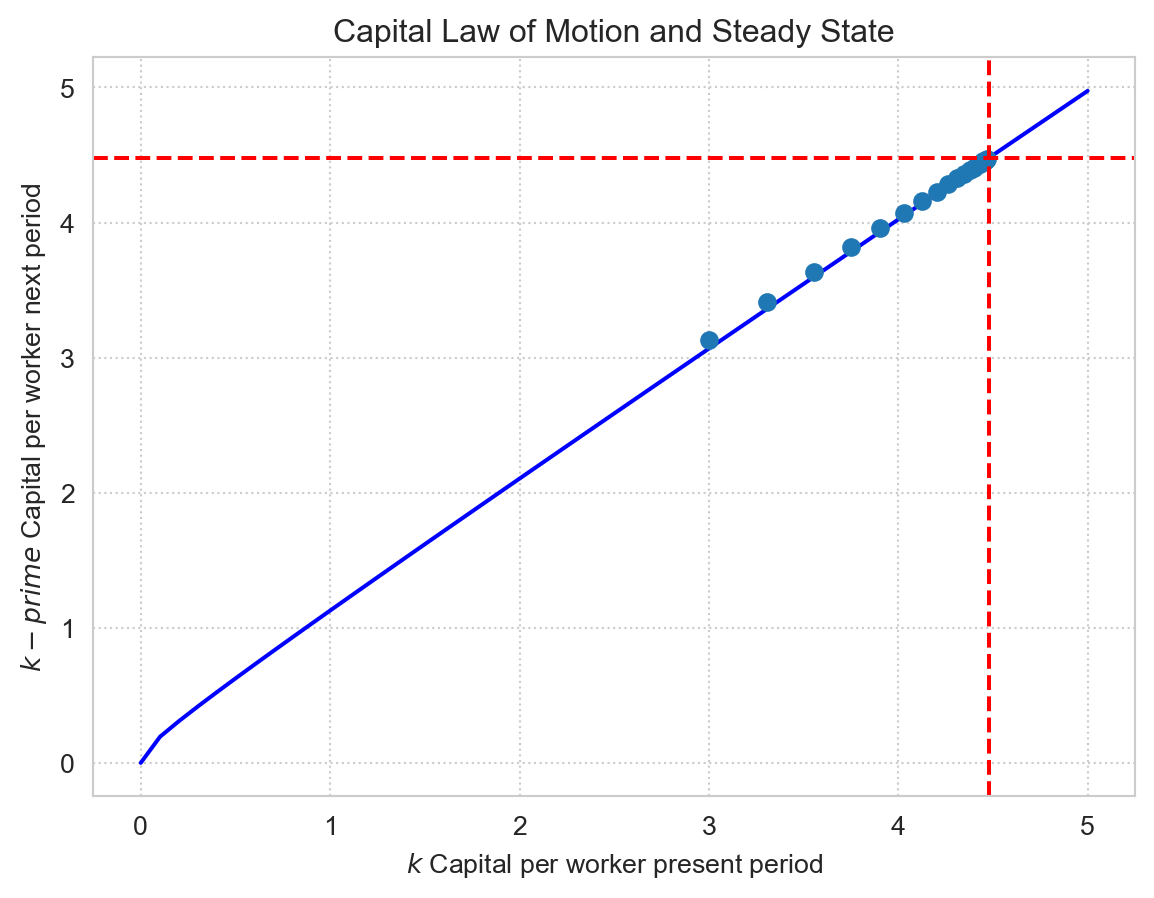 Capital Law of Motion and Steady State
5
4
3
2
1
0
k − prime Capital per worker next period
0 1 2 3 4 5
k Capital per worker present period